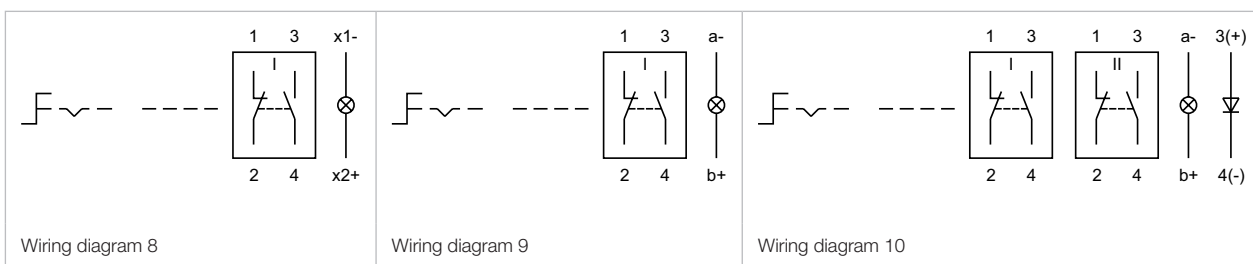 1 3 x1-
I
2 4 x2+
Wiring diagram 8
1 3 a-
I
2 4 b+
Wiring diagram 9
1 3 1 3 a- 3(+)
I II
2 4 2 4 b+ 4(-)
Wiring diagram 10